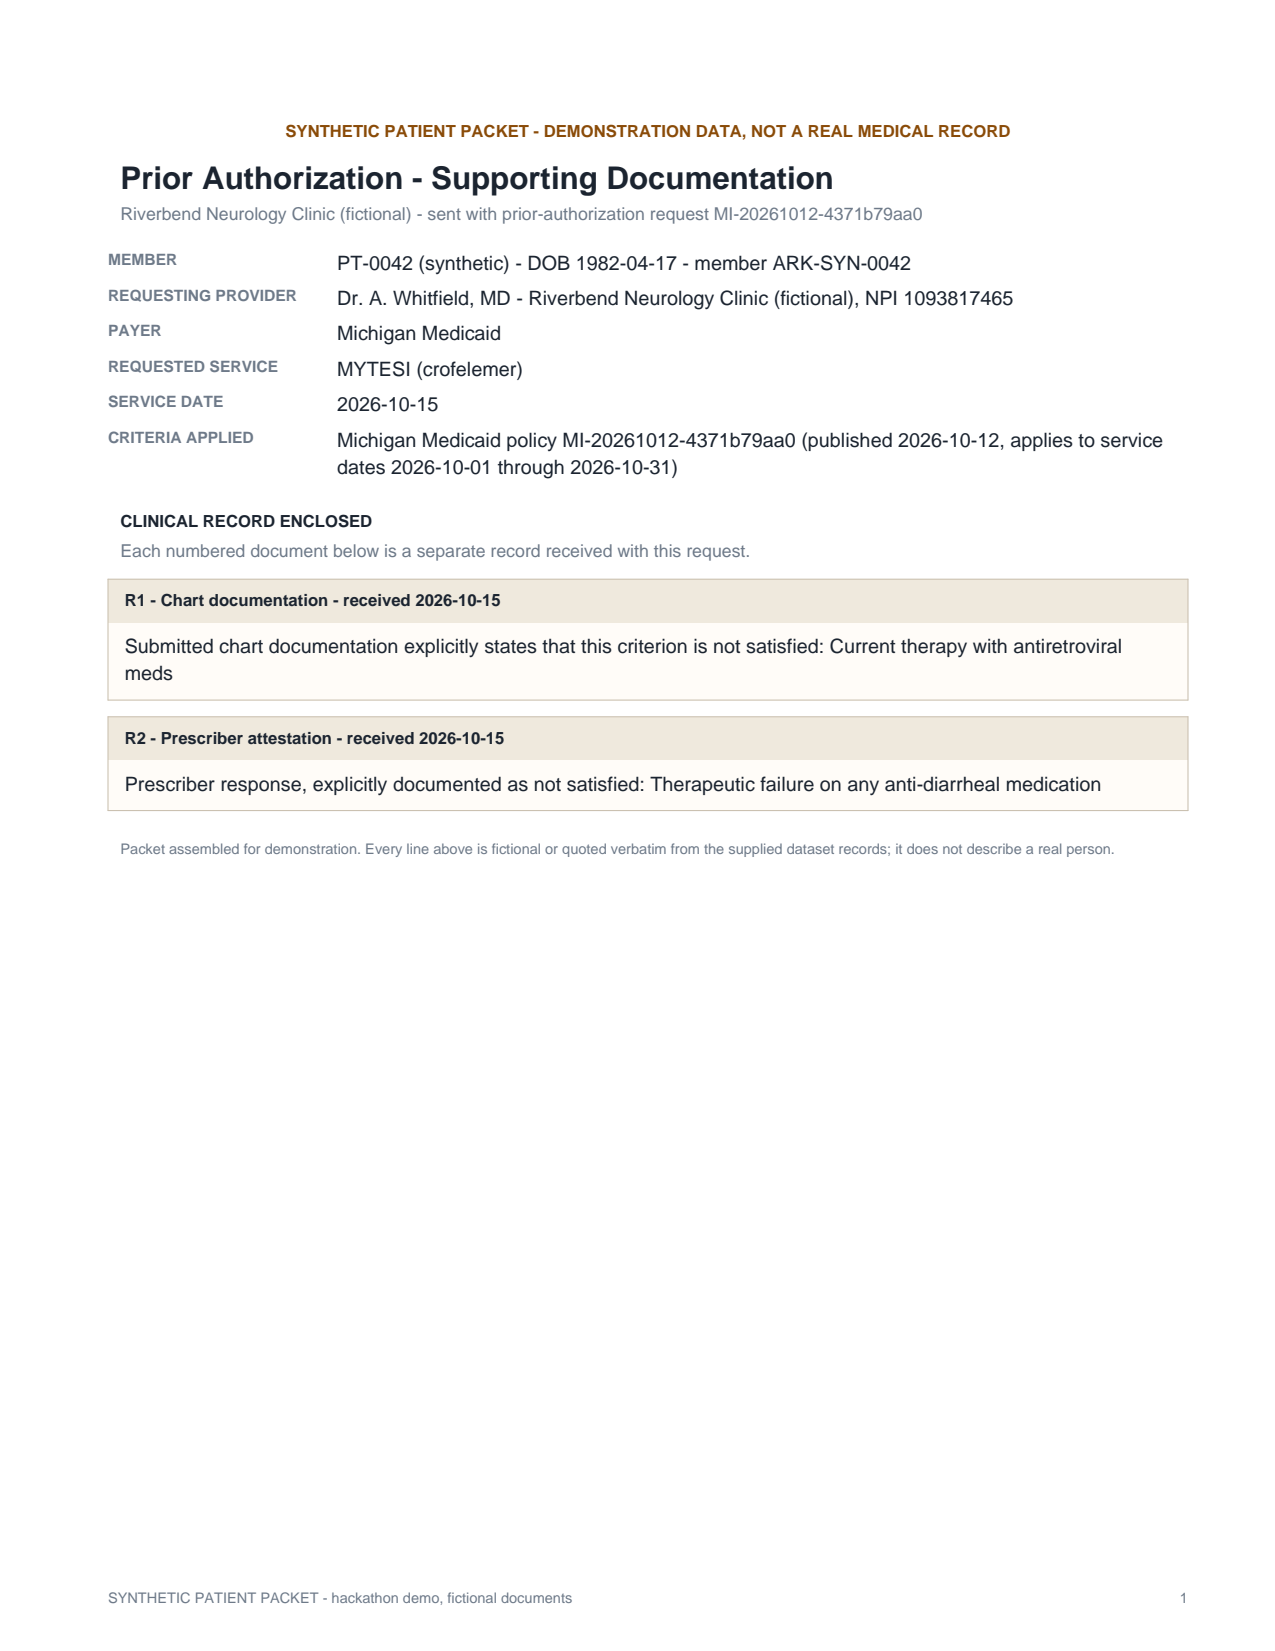 SYNTHETIC PATIENT PACKET - DEMONSTRATION DATA, NOT A REAL MEDICAL RECORD
Prior Authorization - Supporting Documentation
Riverbend Neurology Clinic (fictional) - sent with prior-authorization request MI-20261012-4371b79aa0
MEMBER PT-0042 (synthetic) - DOB 1982-04-17 - member ARK-SYN-0042
REQUESTING PROVIDER Dr. A. Whitfield, MD - Riverbend Neurology Clinic (fictional), NPI 1093817465
PAYER Michigan Medicaid
REQUESTED SERVICE MYTESI (crofelemer)
SERVICE DATE 2026-10-15
CRITERIA APPLIED Michigan Medicaid policy MI-20261012-4371b79aa0 (published 2026-10-12, applies to service
dates 2026-10-01 through 2026-10-31)
CLINICAL RECORD ENCLOSED
Each numbered document below is a separate record received with this request.
R1 - Chart documentation - received 2026-10-15
Submitted chart documentation explicitly states that this criterion is not satisfied: Current therapy with antiretroviral
meds
R2 - Prescriber attestation - received 2026-10-15
Prescriber response, explicitly documented as not satisfied: Therapeutic failure on any anti-diarrheal medication
Packet assembled for demonstration. Every line above is fictional or quoted verbatim from the supplied dataset records; it does not describe a real person.
SYNTHETIC PATIENT PACKET - hackathon demo, fictional documents 1